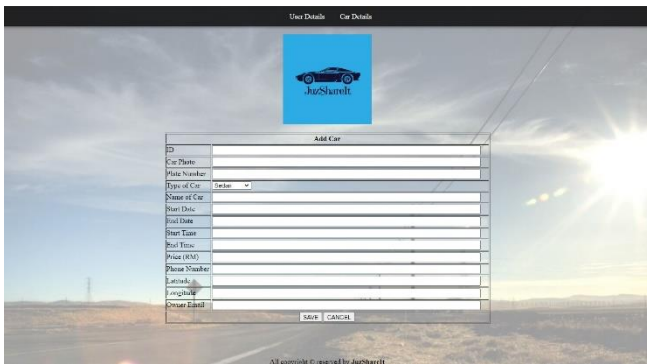 User Details Car Details
JuzShareIt
Add Car
ID
Car Photo
Plate Number
Type of Car Sedan
Name of Car
Start Date
End Date
Start Time
End Time
Price (RM)
Phone Number
Latitude
Longitude
Owner Email
SAVE CANCEL
All copyright © reserved by JuzShareIt